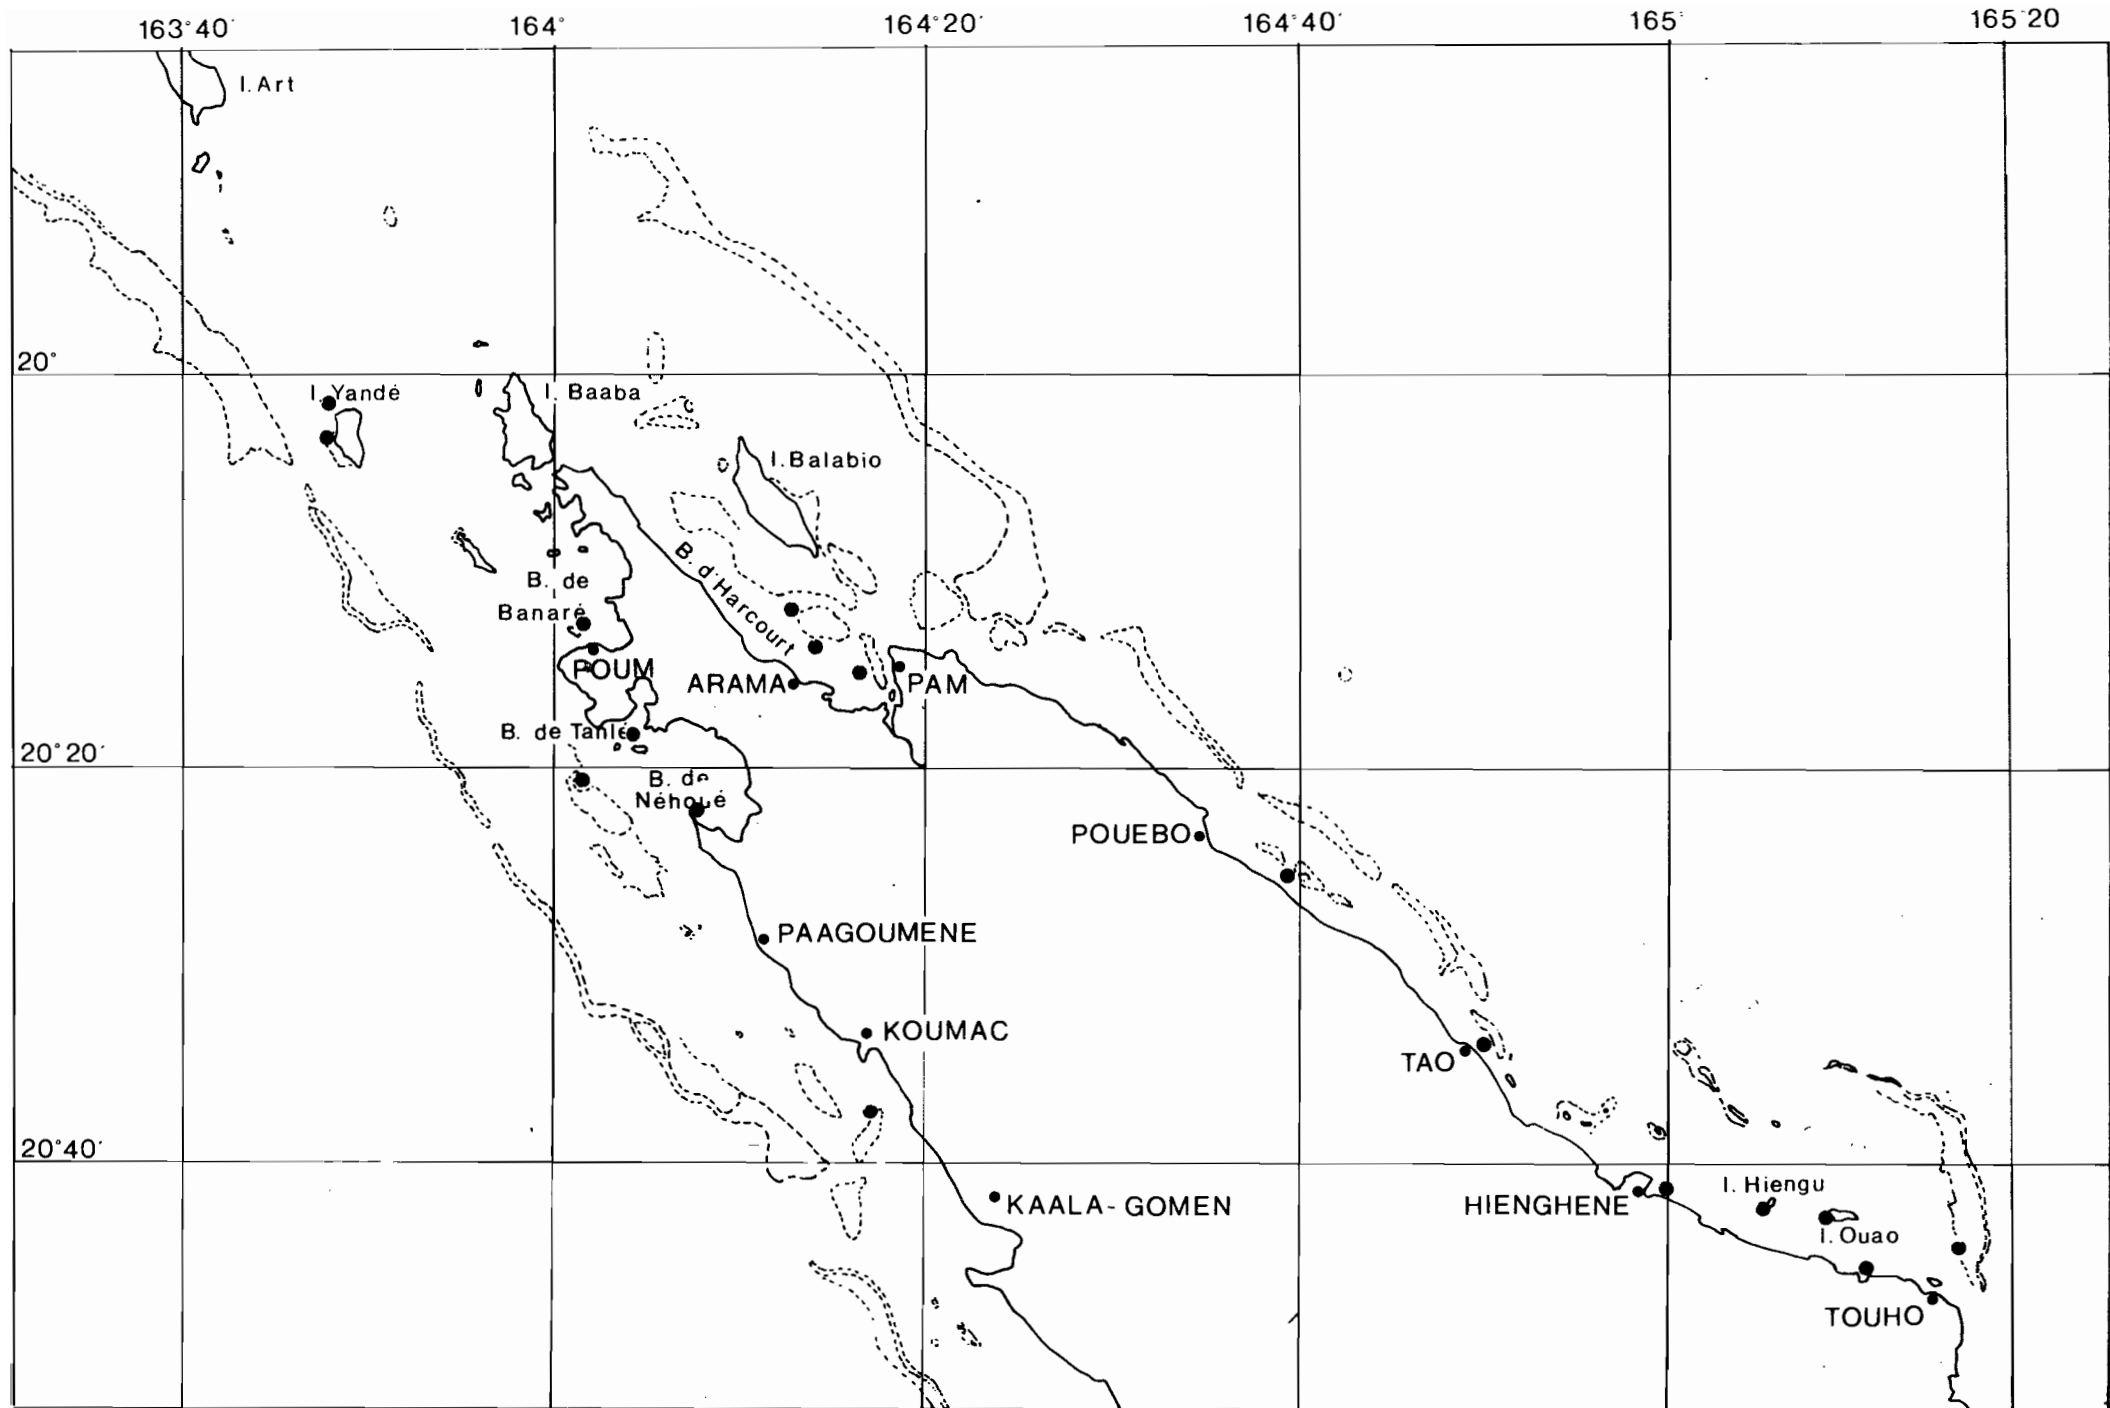 163°40' 164° 164°20' 164°40' 165° 165°20
I. Art
20°
I. Yandé
I. Baaba
I. Balabio
B. d'Harcourt
B. de
Banaré
POUM
ARAMA
PAM
B. de Tanlé
20°20'
B. de
Néhoué
POUEBO
PAAGOUMENE
KOUMAC
TAO
20°40'
KAALA-GOMEN
HIENGHENE
I. Hiengu
I. Ouao
TOUHO